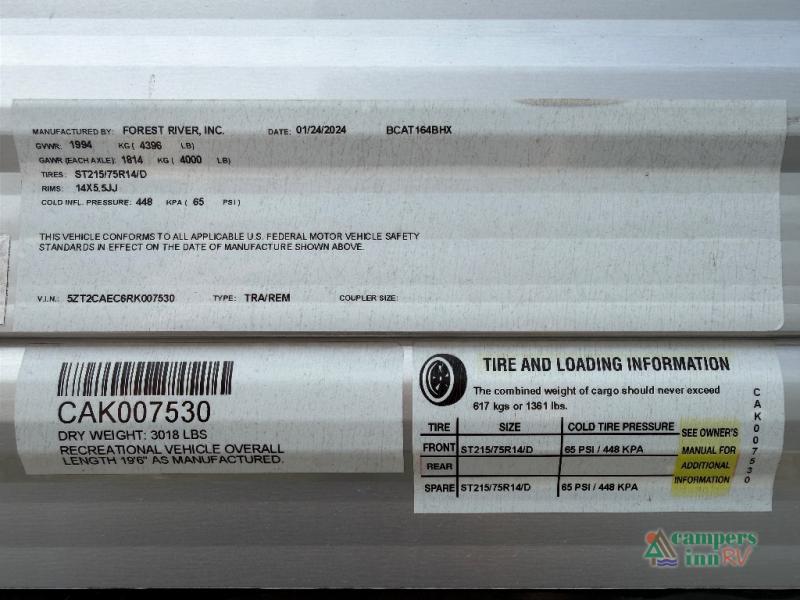 MANUFACTURED BY: FOREST RIVER, INC. DATE: 01/24/2024 BCAT164BHX
GVWR: 1994 KG ( 4396 LB)
GAWR (EACH AXLE): 1814 KG ( 4000 LB)
TIRES: ST215/75R14/D
RIMS: 14X5.5JJ
COLD INFL. PRESSURE: 448 KPA ( 65 PSI )
THIS VEHICLE CONFORMS TO ALL APPLICABLE U.S. FEDERAL MOTOR VEHICLE SAFETY
STANDARDS IN EFFECT ON THE DATE OF MANUFACTURE SHOWN ABOVE.
V.I.N.: 5ZT2CAEC6RK007530 TYPE: TRA/REM COUPLER SIZE:
CAK007530
DRY WEIGHT: 3018 LBS
RECREATIONAL VEHICLE OVERALL
LENGTH 19'6" AS MANUFACTURED.
TIRE AND LOADING INFORMATION
The combined weight of cargo should never exceed
617 kgs or 1361 lbs.
TIRE SIZE COLD TIRE PRESSURE
FRONT ST215/75R14/D 65 PSI / 448 KPA
REAR
SPARE ST215/75R14/D 65 PSI / 448 KPA
SEE OWNER'S
MANUAL FOR
ADDITIONAL
INFORMATION
CAK007530
campers
inn RV